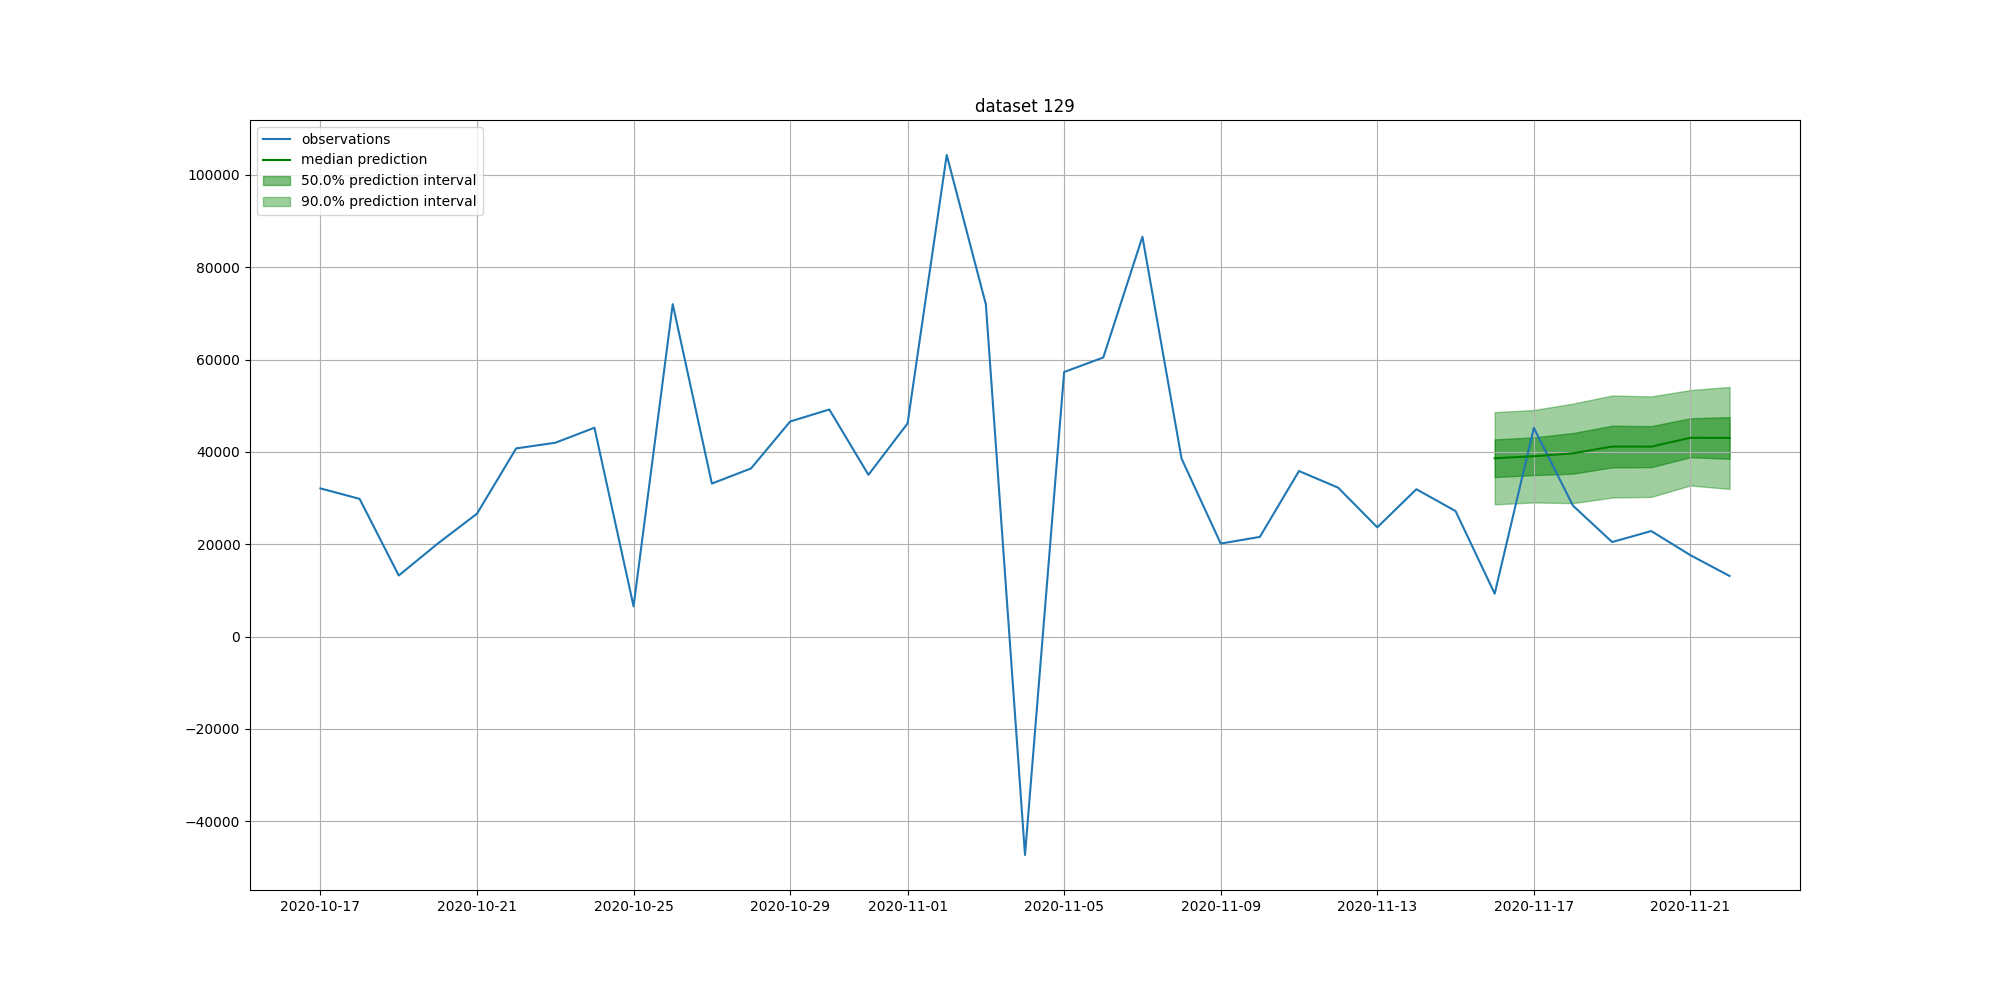 dataset 129
observations
median prediction
50.0% prediction interval
90.0% prediction interval
100000
80000
60000
40000
20000
0
−20000
−40000
2020-10-17 2020-10-21 2020-10-25 2020-10-29 2020-11-01 2020-11-05 2020-11-09 2020-11-13 2020-11-17 2020-11-21